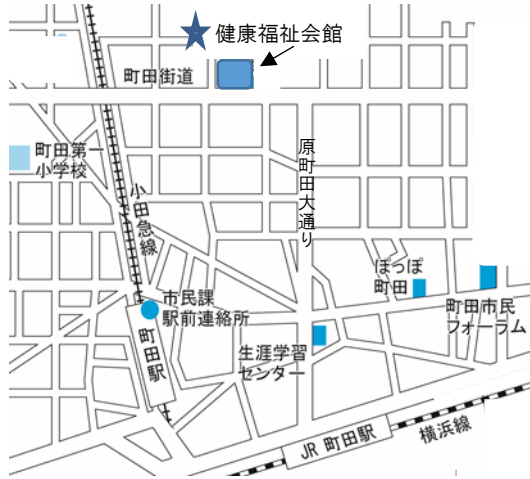 健康福祉会館
町田街道
町田第一
小学校
原町田大通り
小田急線
ぽっぽ
町田
市民課
駅前連絡所
町田市民
フォーラム
町田駅
生涯学習
センター
JR 町田駅
横浜線